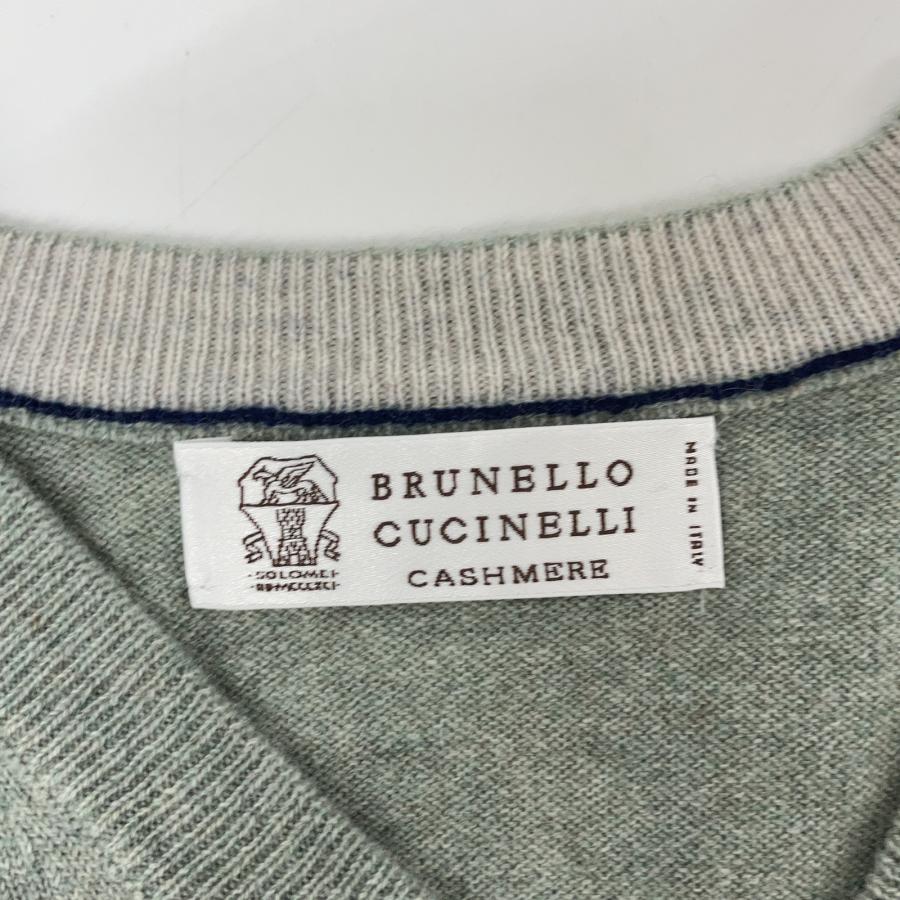 BRUNELLO
CUCINELLI
CASHMERE
MADE IN ITALY
·SOLOMEI·